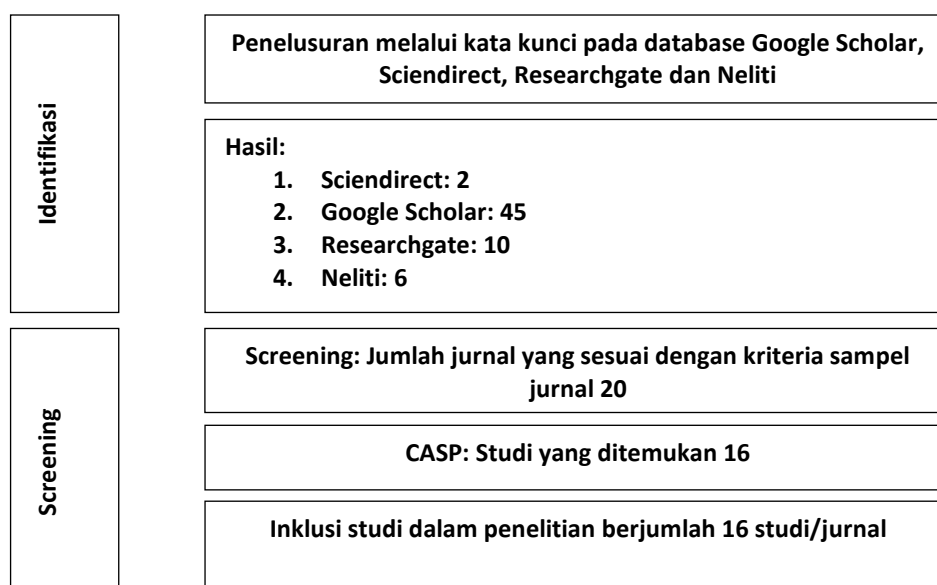 Identifikasi
Penelusuran melalui kata kunci pada database Google Scholar,
Sciendirect, Researchgate dan Neliti
Hasil:
1. Sciendirect: 2
2. Google Scholar: 45
3. Researchgate: 10
4. Neliti: 6
Screening
Screening: Jumlah jurnal yang sesuai dengan kriteria sampel
jurnal 20
CASP: Studi yang ditemukan 16
Inklusi studi dalam penelitian berjumlah 16 studi/jurnal